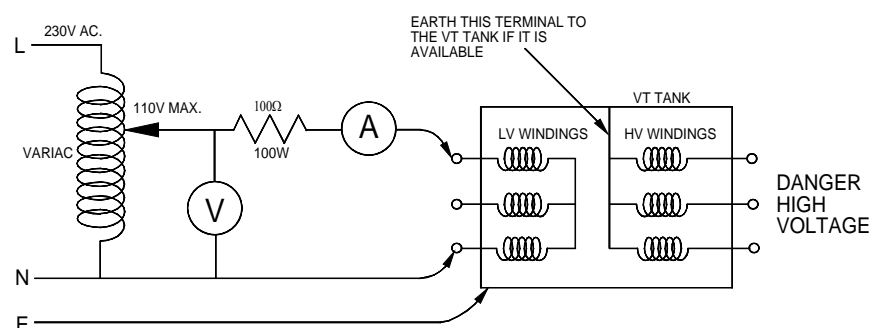 EARTH THIS TERMINAL TO
THE VT TANK IF IT IS
AVAILABLE
230V AC.
L
VT TANK
110V MAX.
100Ω
A
LV WINDINGS
HV WINDINGS
VARIAC
100W
DANGER
HIGH
VOLTAGE
V
N
E